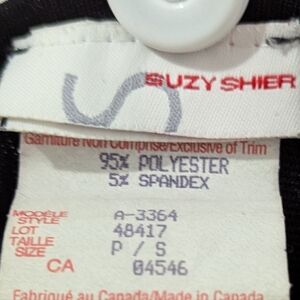 S SUZY SHIER
Garniture Non Comprise/Exclusive of Trim
95% POLYESTER
5% SPANDEX
MODÈLE
STYLE A-3364
LOT 48417
TAILLE
SIZE P / S
CA 04546
Fabriqué au Canada/Made in Canada